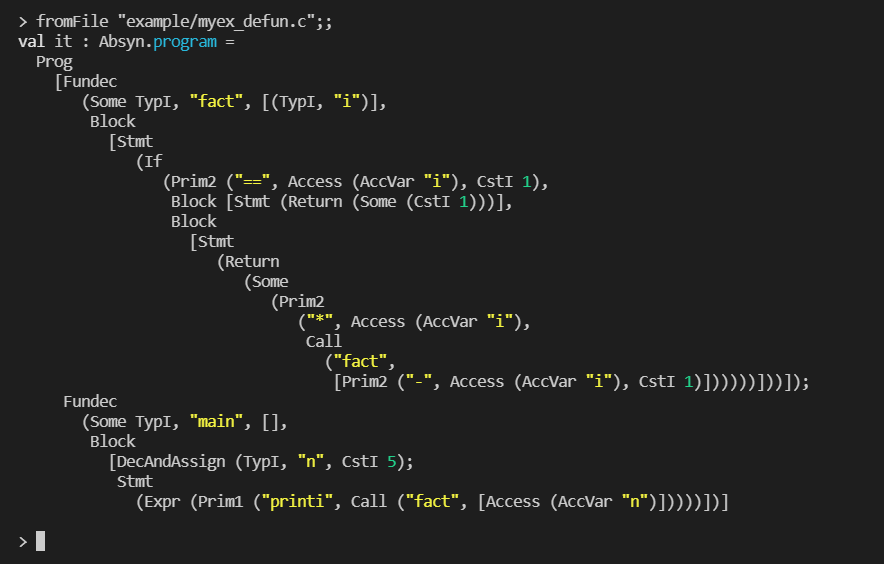 > fromFile "example/myex_defun.c";;
val it : Absyn.program =
  Prog
    [Fundec
       (Some TypI, "fact", [(TypI, "i")],
        Block
          [Stmt
             (If
                (Prim2 ("==", Access (AccVar "i"), CstI 1),
                 Block [Stmt (Return (Some (CstI 1)))],
                 Block
                   [Stmt
                      (Return
                         (Some
                            (Prim2
                               ("*", Access (AccVar "i"),
                                Call
                                  ("fact",
                                   [Prim2 ("-", Access (AccVar "i"), CstI 1)]))))))]))]);
     Fundec
       (Some TypI, "main", [],
        Block
          [DecAndAssign (TypI, "n", CstI 5);
           Stmt
             (Expr (Prim1 ("printi", Call ("fact", [Access (AccVar "n")]))))])]
>